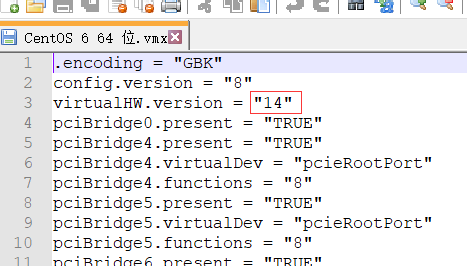 CentOS 6 64 位.vmx
1 .encoding = "GBK"
2 config.version = "8"
3 virtualHW.version = "14"
4 pciBridge0.present = "TRUE"
5 pciBridge4.present = "TRUE"
6 pciBridge4.virtualDev = "pcieRootPort"
7 pciBridge4.functions = "8"
8 pciBridge5.present = "TRUE"
9 pciBridge5.virtualDev = "pcieRootPort"
10 pciBridge5.functions = "8"
11 pciBridge6.present = "TRUE"